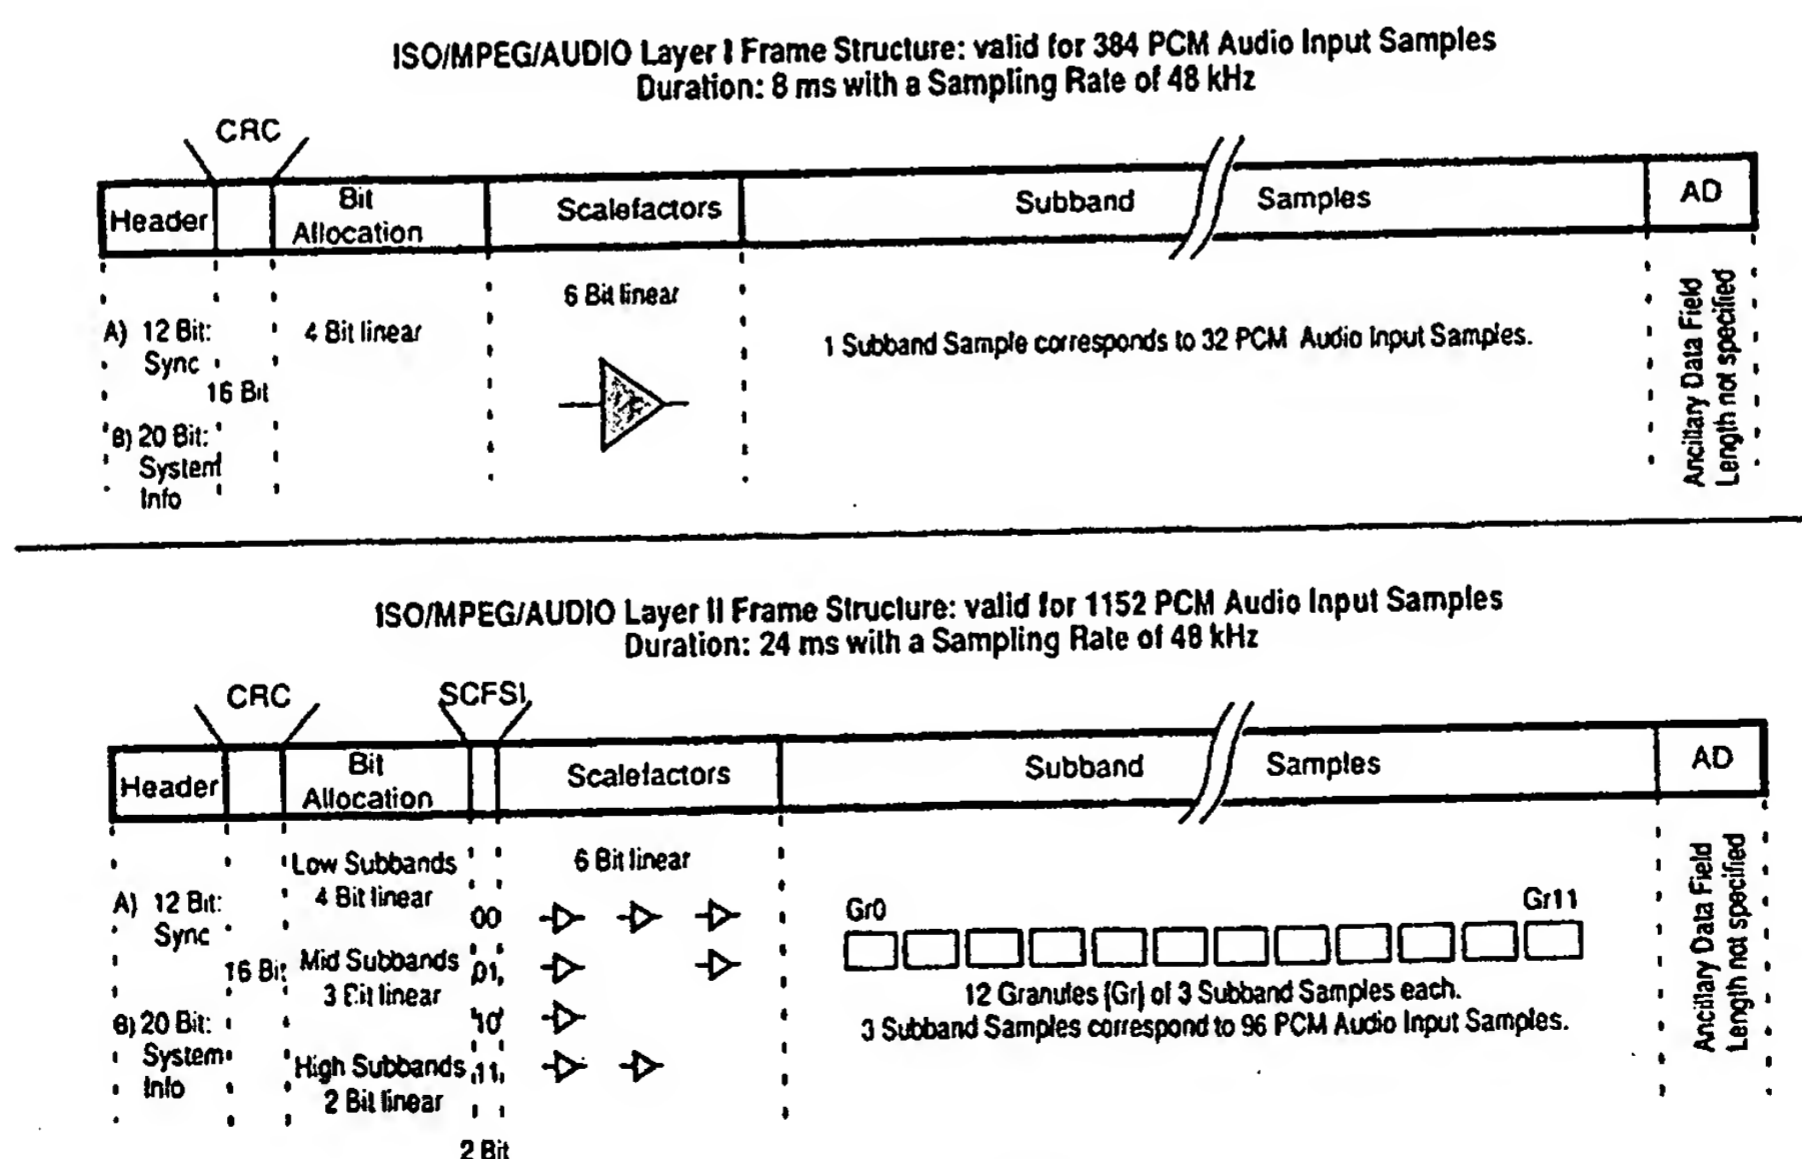 ISO/MPEG/AUDIO Layer I Frame Structure: valid for 384 PCM Audio Input Samples
Duration: 8 ms with a Sampling Rate of 48 kHz
CRC
Header
Bit
Allocation
Scalefactors
Subband Samples
AD
A) 12 Bit:
Sync
16 Bit
B) 20 Bit:
System
Info
4 Bit linear
6 Bit linear
1 Subband Sample corresponds to 32 PCM Audio Input Samples.
Ancillary Data Field
Length not specified
ISO/MPEG/AUDIO Layer II Frame Structure: valid for 1152 PCM Audio Input Samples
Duration: 24 ms with a Sampling Rate of 48 kHz
CRC
SCFSI
Header
Bit
Allocation
Scalefactors
Subband Samples
AD
A) 12 Bit:
Sync
16 Bit
B) 20 Bit:
System
Info
Low Subbands
4 Bit linear
Mid Subbands
3 Bit linear
High Subbands
2 Bit linear
00
01
10
11
2 Bit
6 Bit linear
Gr0
Gr11
12 Granules (Gr) of 3 Subband Samples each.
3 Subband Samples correspond to 96 PCM Audio Input Samples.
Ancillary Data Field
Length not specified